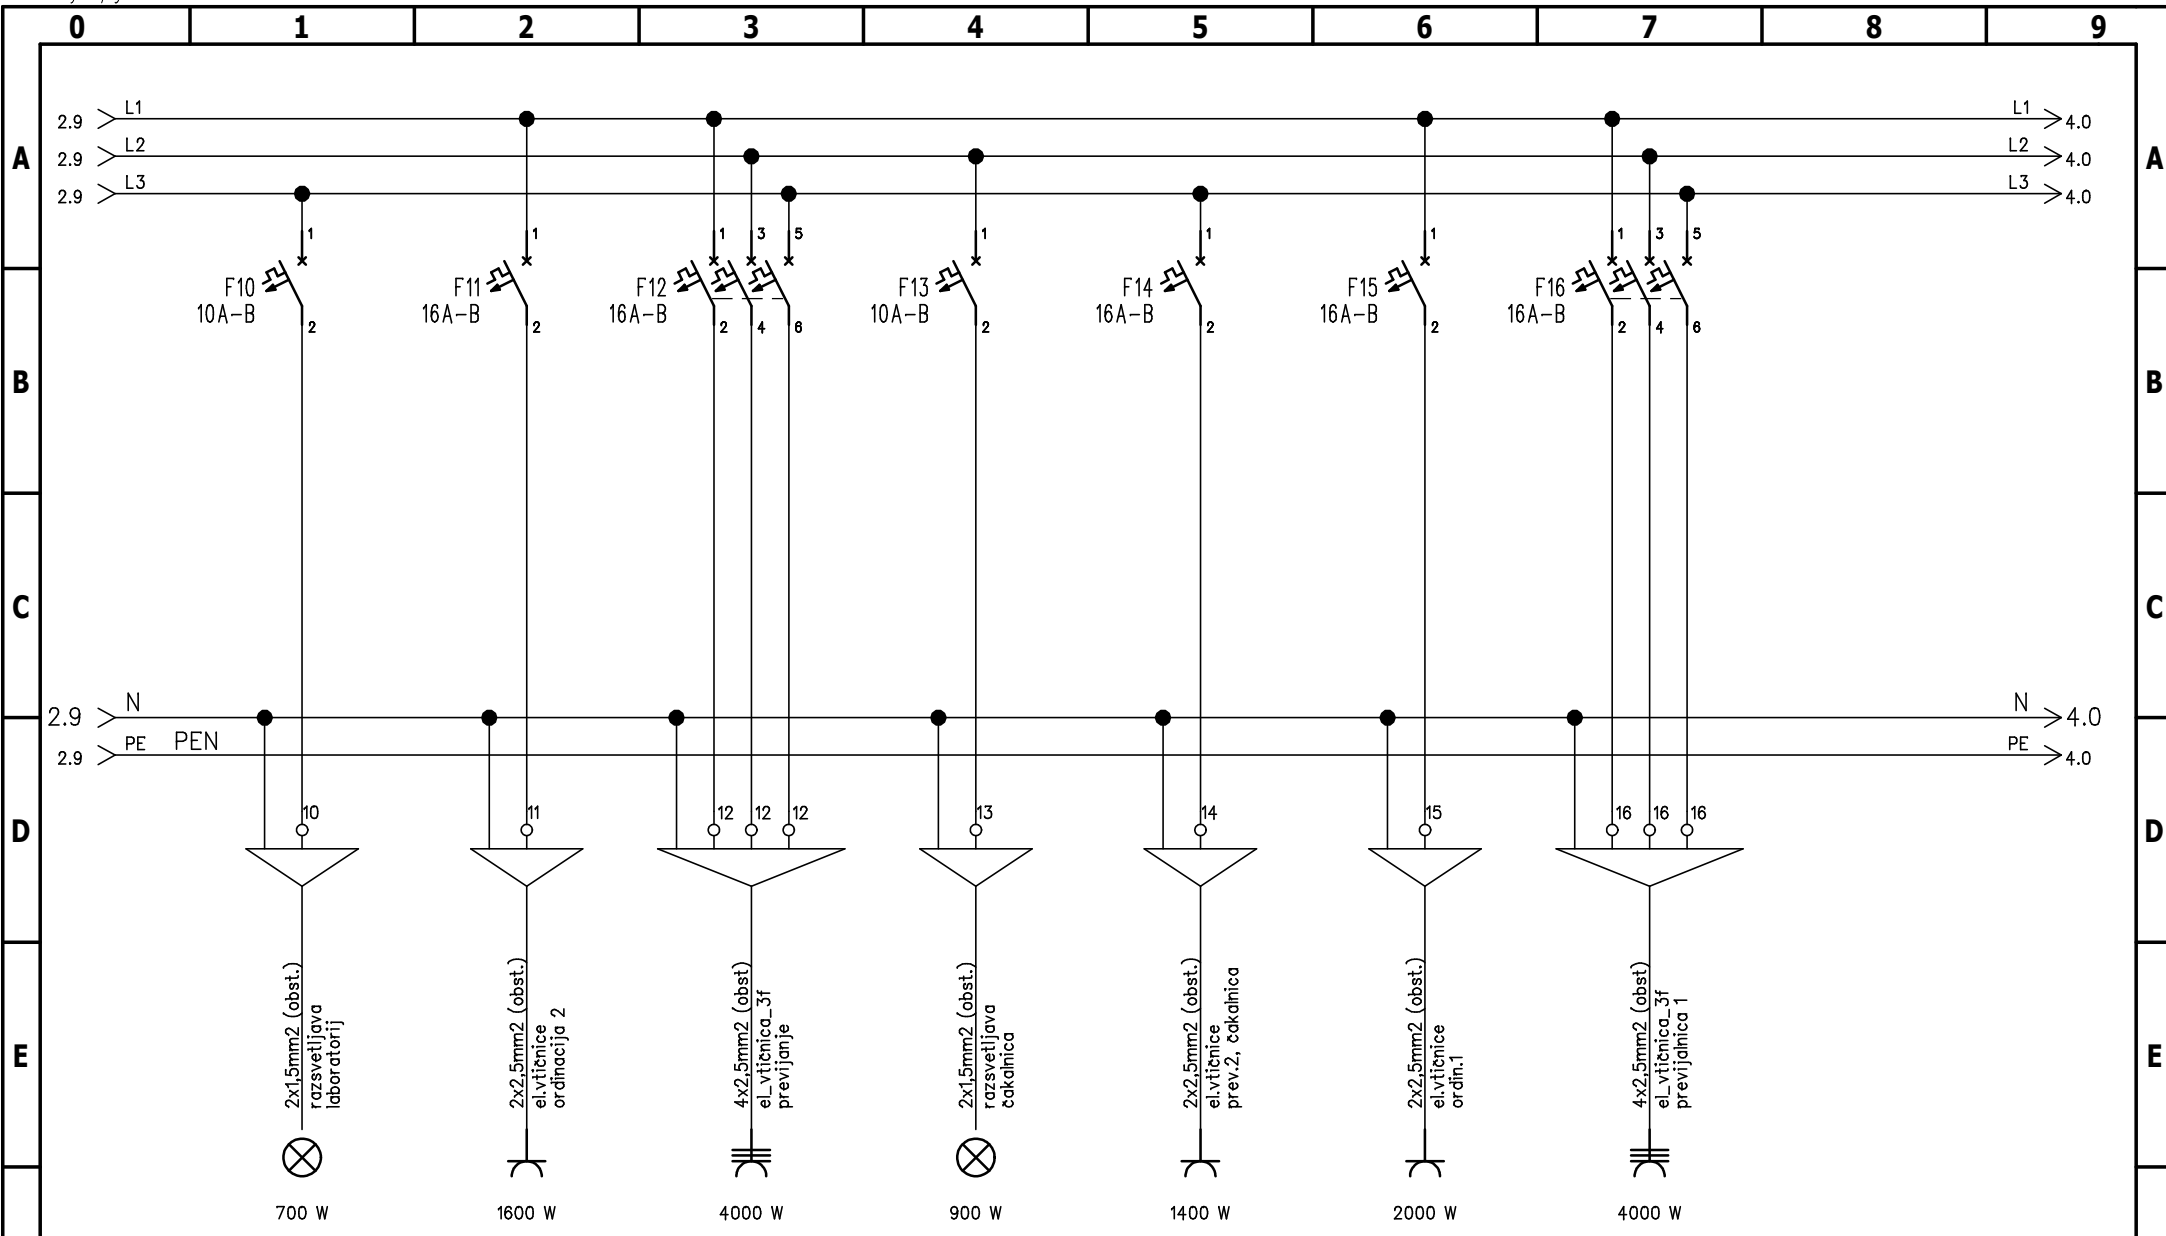 0 1 2 3 4 5 6 7 8 9
2.9 L1 L1 4.0
A 2.9 L2 L2 4.0 A
2.9 L3 L3 4.0
1 1 1 3 5 1 1 1 1 3 5
F10 F11 F12 F13 F14 F15 F16
10A-B 16A-B 16A-B 10A-B 16A-B 16A-B 16A-B
2 2 2 4 6 2 2 2 2 4 6
B B
C C
2.9 N N 4.0
2.9 PE PEN PE 4.0
10 11 12 12 12 13 14 15 16 16 16
D D
E E
2x1,5mm2 (obst.)
razsvetljava
laboratorij
2x2,5mm2 (obst.)
el.vtičnice
ordinacija 2
4x2,5mm2 (obst)
el_vtičnica_3f
previjanje
2x1,5mm2 (obst.)
razsvetljava
čakalnica
2x2,5mm2 (obst.)
el.vtičnice
prev.2, čakalnica
2x2,5mm2 (obst.)
el.vtičnice
ordin.1
4x2,5mm2 (obst)
el_vtičnica_3f
previjalnica 1
700 W 1600 W 4000 W 900 W 1400 W 2000 W 4000 W